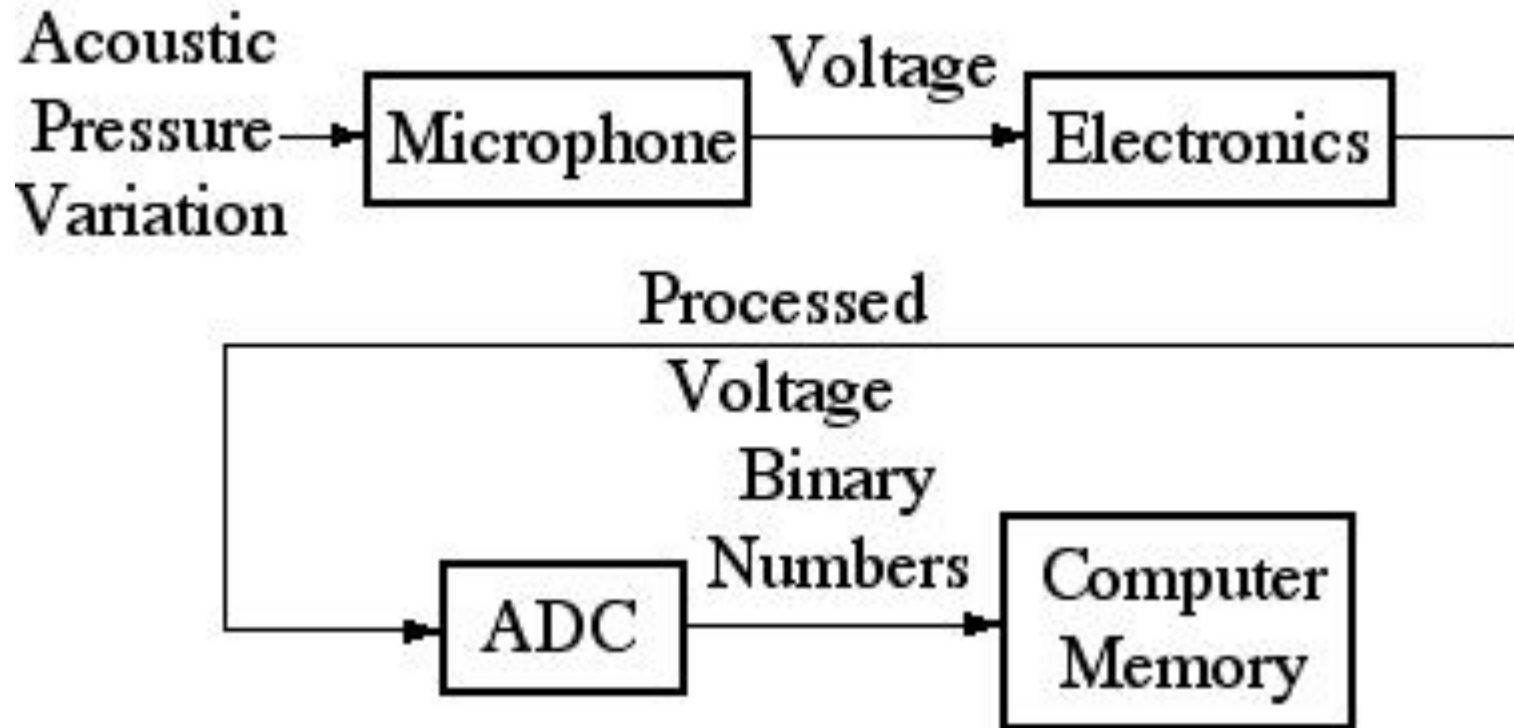 Acoustic
Pressure
Variation
Microphone
Voltage
Electronics
Processed
Voltage
ADC
Binary
Numbers
Computer
Memory